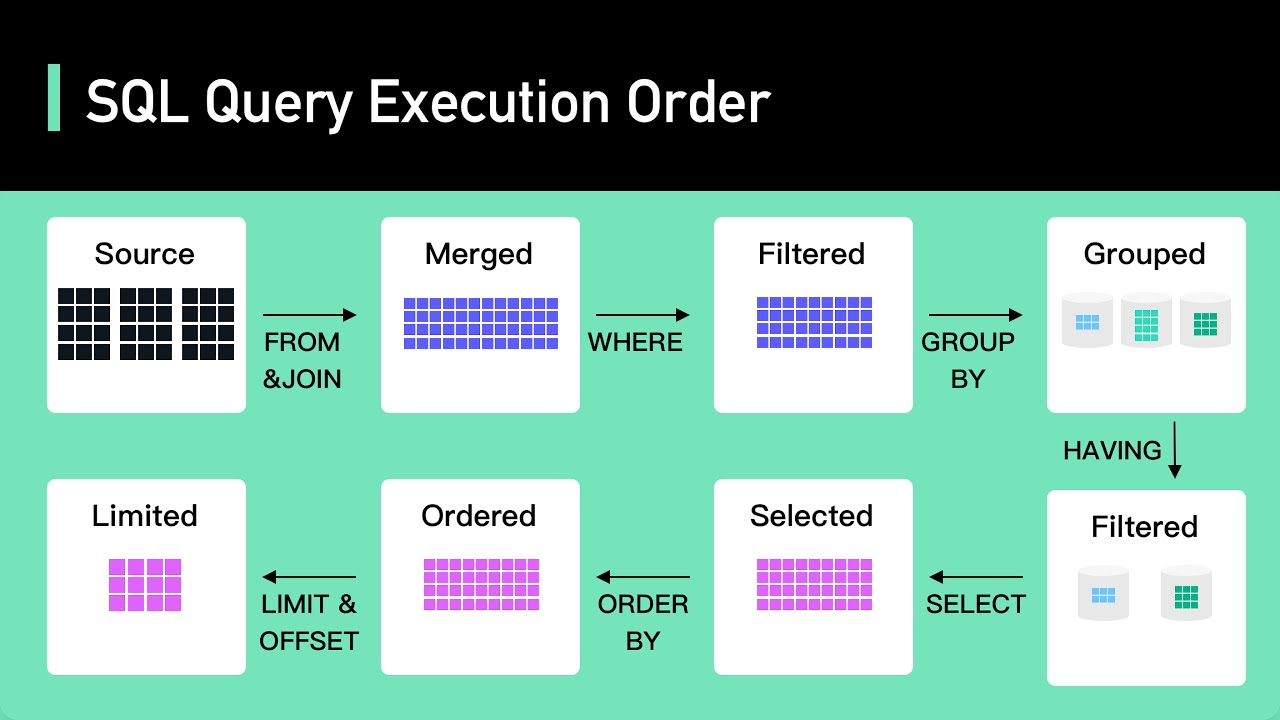 SQL Query Execution Order
Source
FROM
&JOIN
Merged
WHERE
Filtered
GROUP
BY
Grouped
HAVING
Filtered
SELECT
Selected
ORDER
BY
Ordered
LIMIT &
OFFSET
Limited